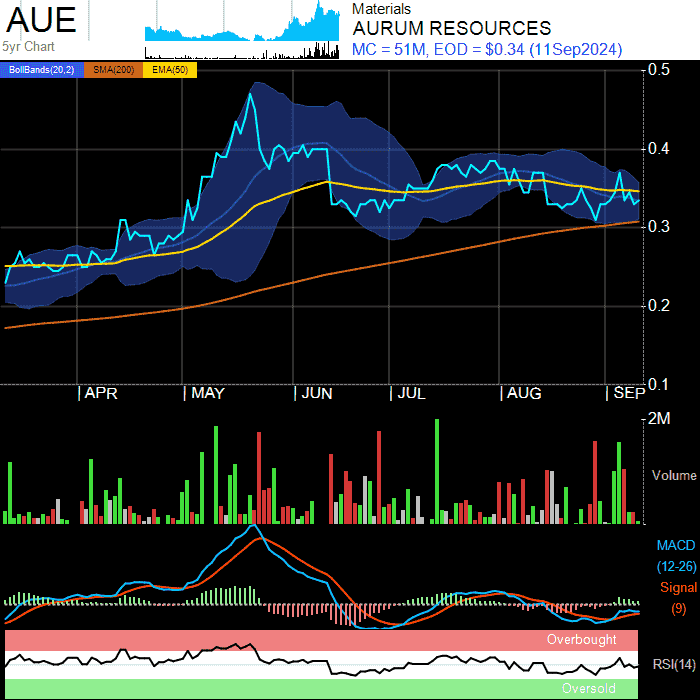 AUE
5yr Chart
Materials
AURUM RESOURCES
MC = 51M, EOD = $0.34 (11Sep2024)
BollBands(20,2) SMA(200) EMA(50)
0.5
0.4
0.3
0.2
0.1
APR MAY JUN JUL AUG SEP
2M
Volume
MACD
(12-26)
Signal
(9)
Overbought
RSI(14)
Oversold